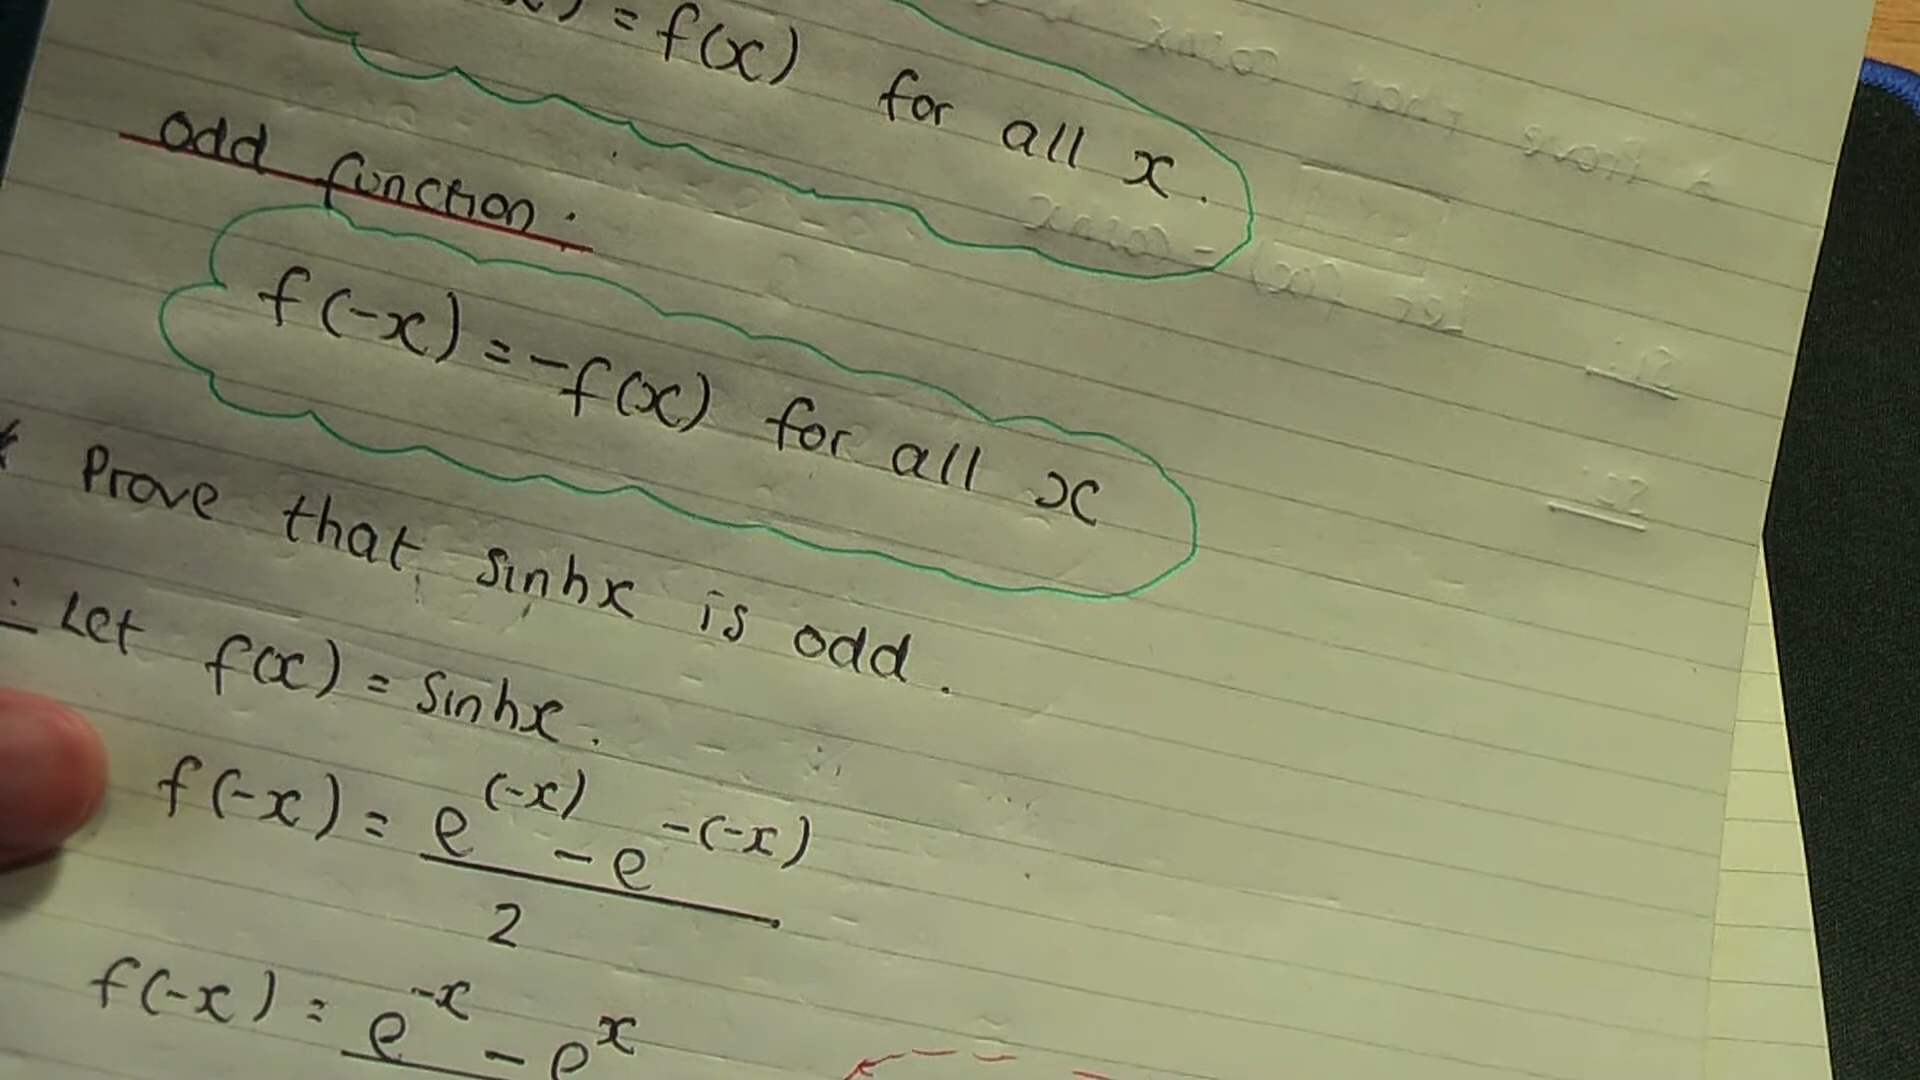 ) = f(x) for all x.
odd function.
f(-x) = -f(x) for all x
Prove that sinhx is odd.
: Let f(x) = sinhx.
f(-x) = e^(-x) - e^-(-x)
2
f(-x) = e^-x - e^x